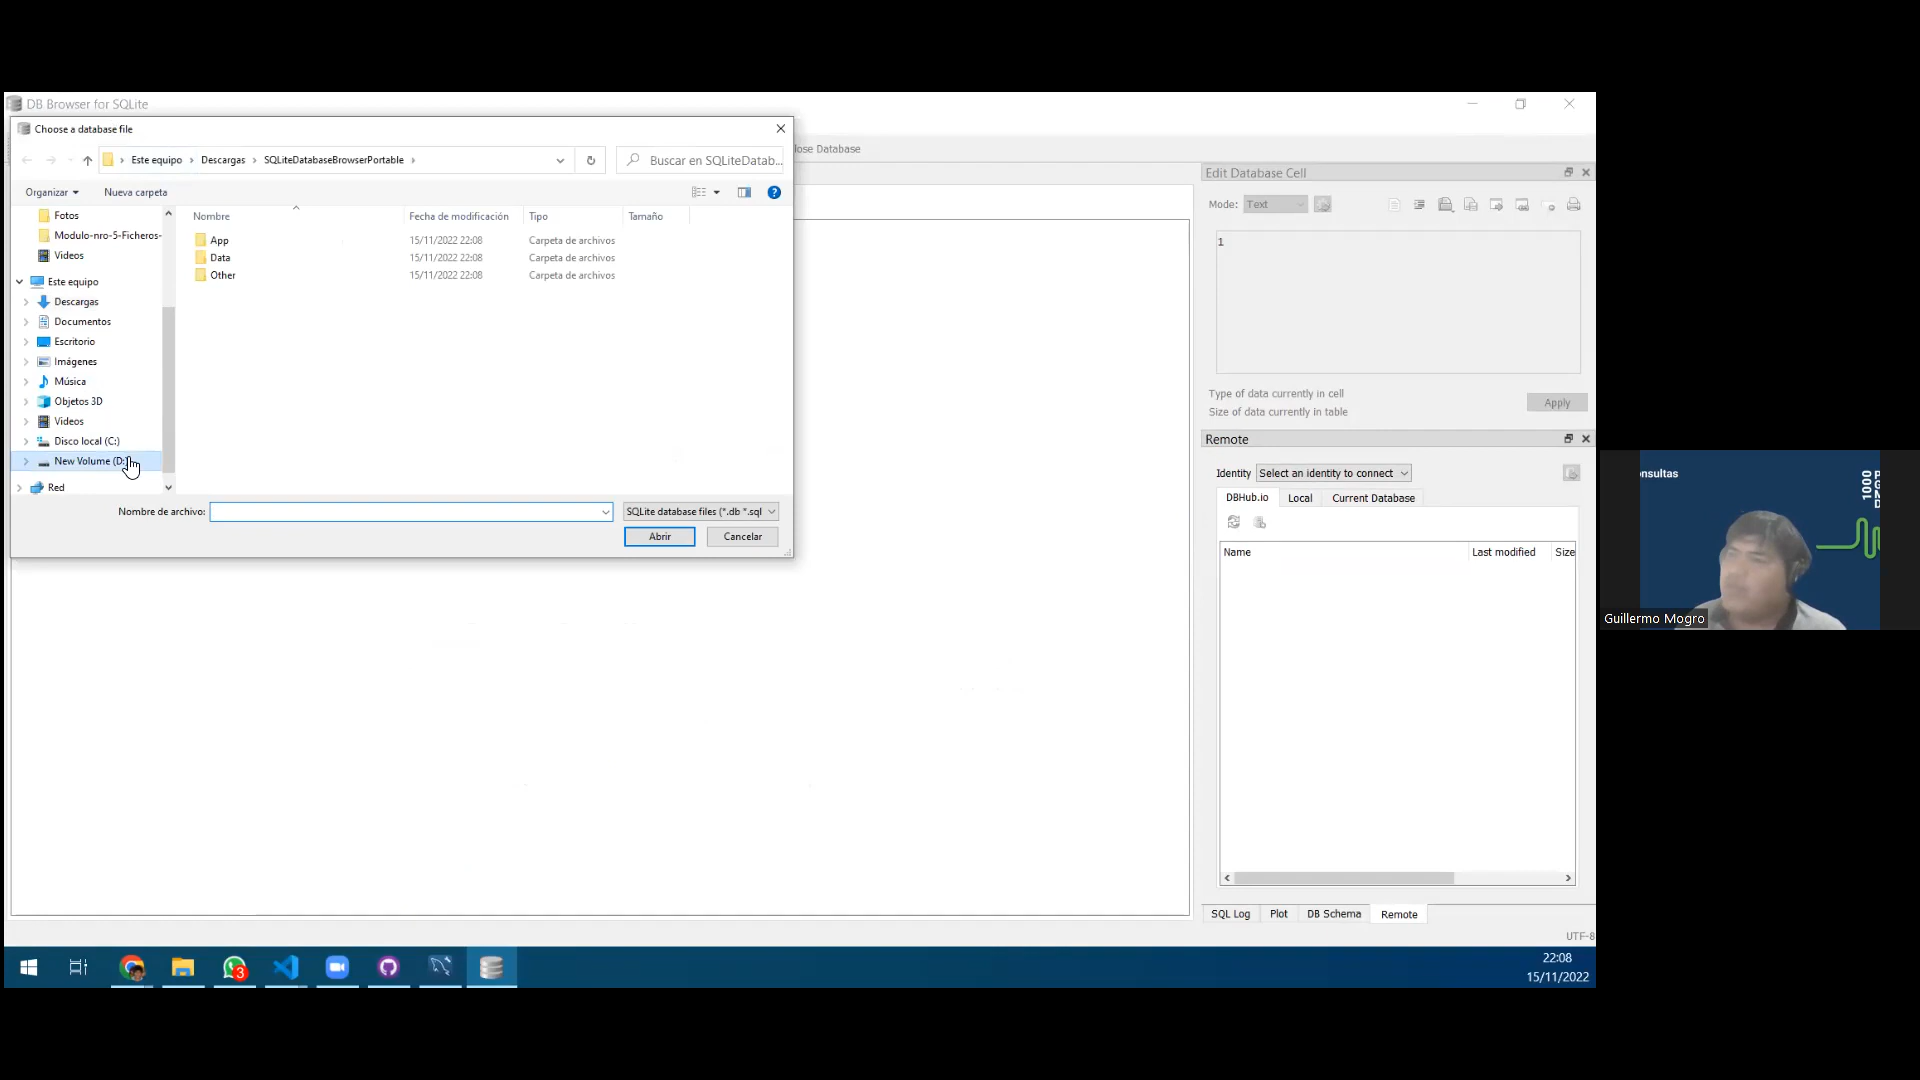 DB Browser for SQLite
Choose a database file
Este equipo
Descargas
SQLiteDatabaseBrowserPortable
Buscar en SQLiteDatab...
lose Database
Organizar
Nueva carpeta
Fotos
Modulo-nro-5-Ficheros-
Videos
Este equipo
Descargas
Documentos
Escritorio
Imágenes
Música
Objetos 3D
Videos
Disco local (C:)
New Volume (D:)
Red
Nombre Fecha de modificación Tipo Tamaño
App 15/11/2022 22:08 Carpeta de archivos
Data 15/11/2022 22:08 Carpeta de archivos
Other 15/11/2022 22:08 Carpeta de archivos
Nombre de archivo:
SQLite database files (*.db *.sql
Abrir
Cancelar
Edit Database Cell
Mode: Text
1
Type of data currently in cell
Size of data currently in table
Apply
Remote
Identity Select an identity to connect
DBHub.io Local Current Database
Name Last modified Size
SQL Log Plot DB Schema Remote
UTF-8
3
22:08
15/11/2022
nsultas
1000
Guillermo Mogro